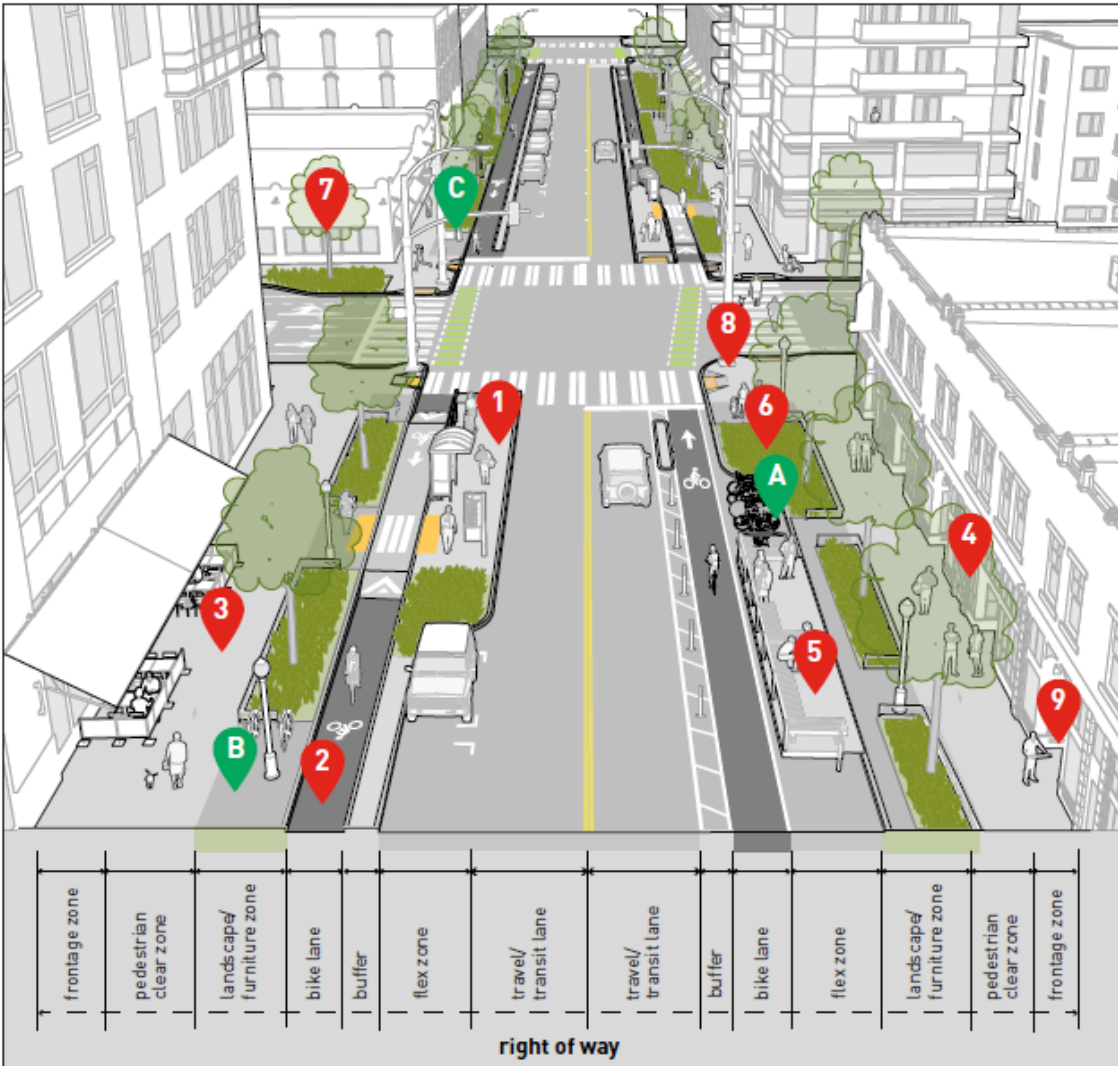 7
C
8
1
6
A
4
3
5
9
B
2
frontage zone
pedestrian
clear zone
landscape/
furniture zone
bike lane
buffer
flex zone
travel/
transit lane
travel/
transit lane
buffer
bike lane
flex zone
landscape/
furniture zone
pedestrian
clear zone
frontage zone
right of way